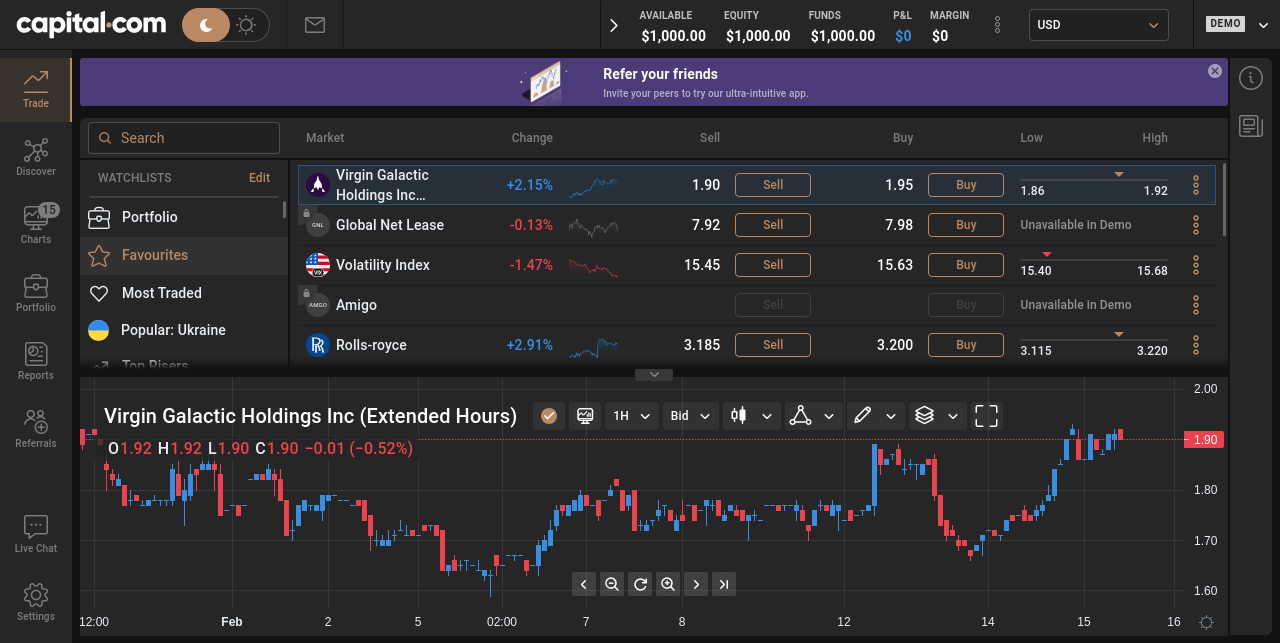 capital.com
AVAILABLE EQUITY FUNDS P&L MARGIN
$1,000.00 $1,000.00 $1,000.00 $0 $0
USD
DEMO
Trade
Discover
15
Charts
Portfolio
Reports
Referrals
Live Chat
Settings
Refer your friends
Invite your peers to try our ultra-intuitive app.
Search
WATCHLISTS Edit
Portfolio
Favourites
Most Traded
Popular: Ukraine
Top Risers
Market Change Sell Buy Low High
Virgin Galactic
Holdings Inc... +2.15% 1.90 Sell 1.95 Buy 1.86 1.92
GNL Global Net Lease -0.13% 7.92 Sell 7.98 Buy Unavailable in Demo
VIX Volatility Index -1.47% 15.45 Sell 15.63 Buy 15.40 15.68
AMGO Amigo Sell Buy Unavailable in Demo
Rolls-royce +2.91% 3.185 Sell 3.200 Buy 3.115 3.220
Virgin Galactic Holdings Inc (Extended Hours) 1H Bid
O1.92 H1.92 L1.90 C1.90 −0.01 (−0.52%)
2.00
1.90
1.80
1.70
1.60
12:00 Feb 2 5 02:00 7 8 12 14 15 16